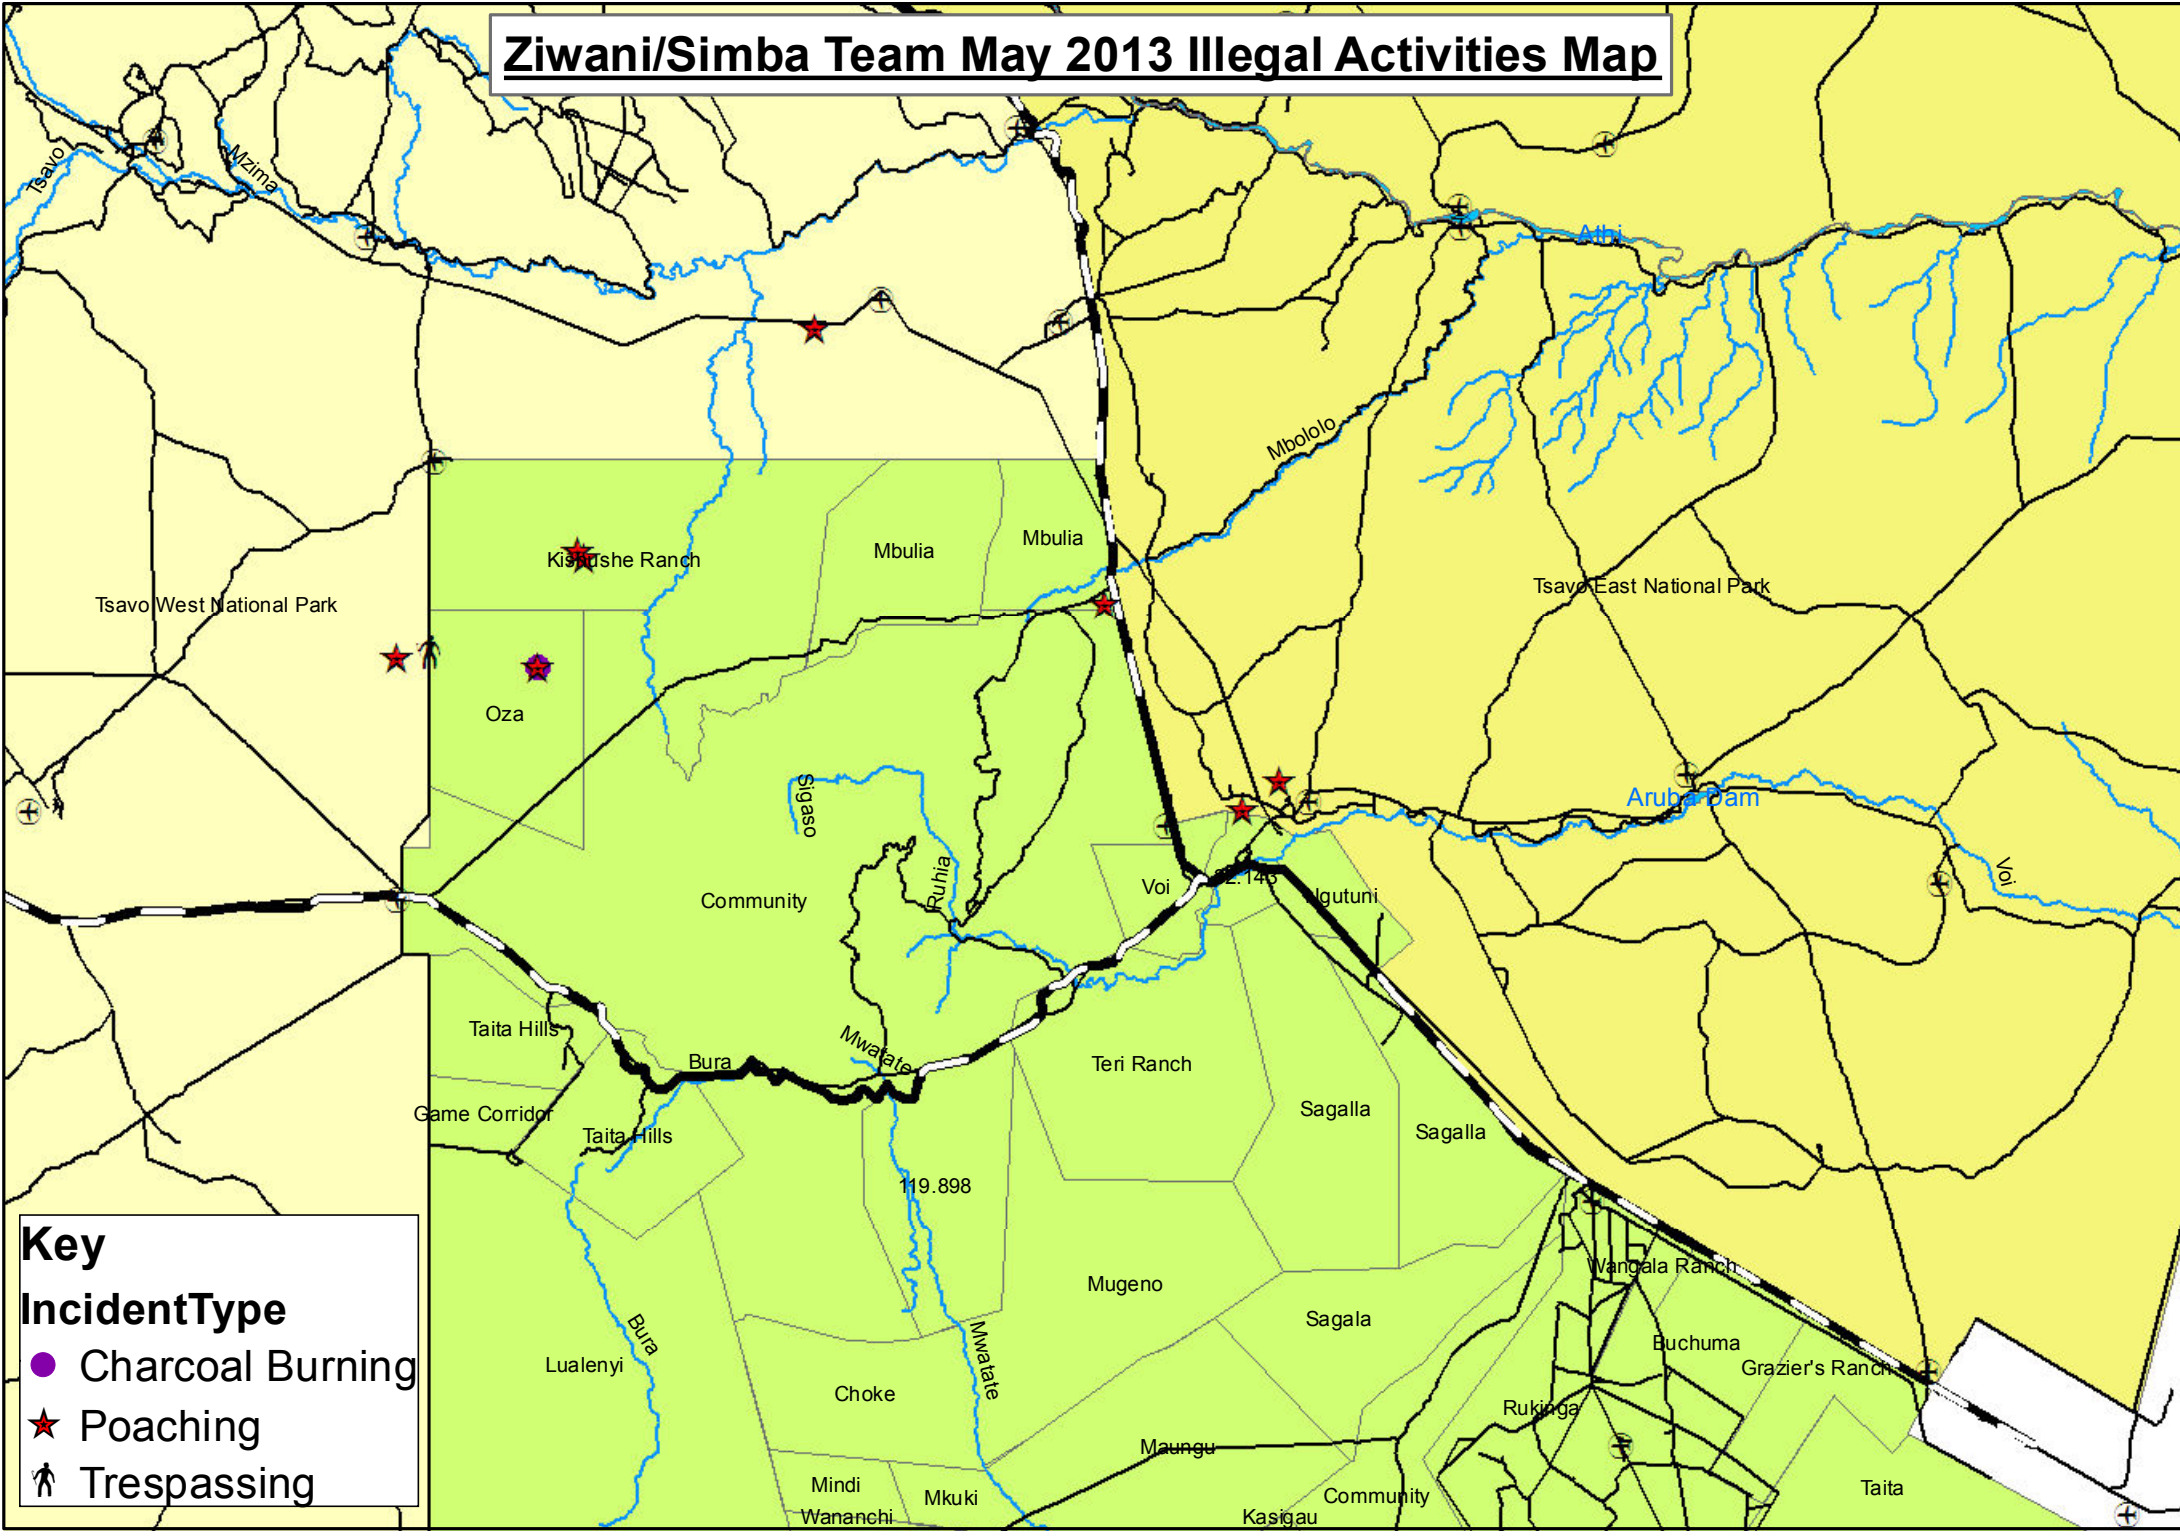 Ziwani/Simba Team May 2013 Illegal Activities Map
Tsavo
Mzima
Athi
Mbololo
Mbulia
Mbulia
Kishushe Ranch
Tsavo West National Park
Tsavo East National Park
Oza
Sigaso
Aruba Dam
Ruhia
Voi
Community
Voi
Ngutuni
Taita Hills
Bura
Mwatate
Teri Ranch
Game Corridor
Taita Hills
Sagalla
Sagalla
119.898
Mugeno
Wangala Ranch
Sagala
Bura
Mwatate
Buchuma
Lualenyi
Choke
Grazier's Ranch
Rukinga
Maungu
Mindi
Mkuki
Community
Taita
Wananchi
Kasigau
Key
IncidentType
Charcoal Burning
Poaching
Trespassing